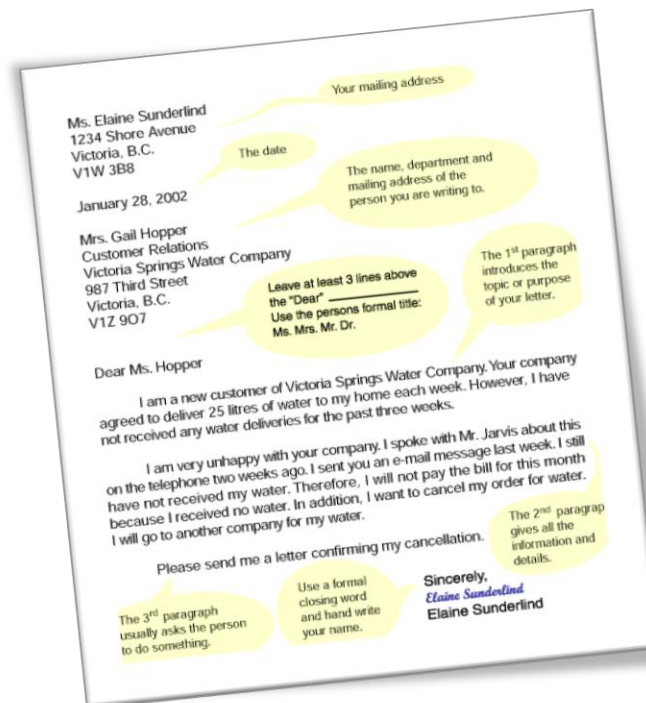 Your mailing address
Ms. Elaine Sunderlind
1234 Shore Avenue
Victoria, B.C.
V1W 3B8
The date
January 28, 2002
The name, department and
mailing address of the
person you are writing to.
Mrs. Gail Hopper
Customer Relations
Victoria Springs Water Company
987 Third Street
Victoria, B.C.
V1Z 9O7
Leave at least 3 lines above
the "Dear" __________
Use the persons formal title:
Ms. Mrs. Mr. Dr.
The 1st paragraph
introduces the
topic or purpose
of your letter.
Dear Ms. Hopper
I am a new customer of Victoria Springs Water Company. Your company
agreed to deliver 25 litres of water to my home each week. However, I have
not received any water deliveries for the past three weeks.
I am very unhappy with your company. I spoke with Mr. Jarvis about this
on the telephone two weeks ago. I sent you an e-mail message last week. I still
have not received my water. Therefore, I will not pay the bill for this month
because I received no water. In addition, I want to cancel my order for water.
I will go to another company for my water.
The 2nd paragrap
gives all the
information and
details.
Please send me a letter confirming my cancellation.
The 3rd paragraph
usually asks the person
to do something.
Use a formal
closing word
and hand write
your name.
Sincerely,
Elaine Sunderlind
Elaine Sunderlind